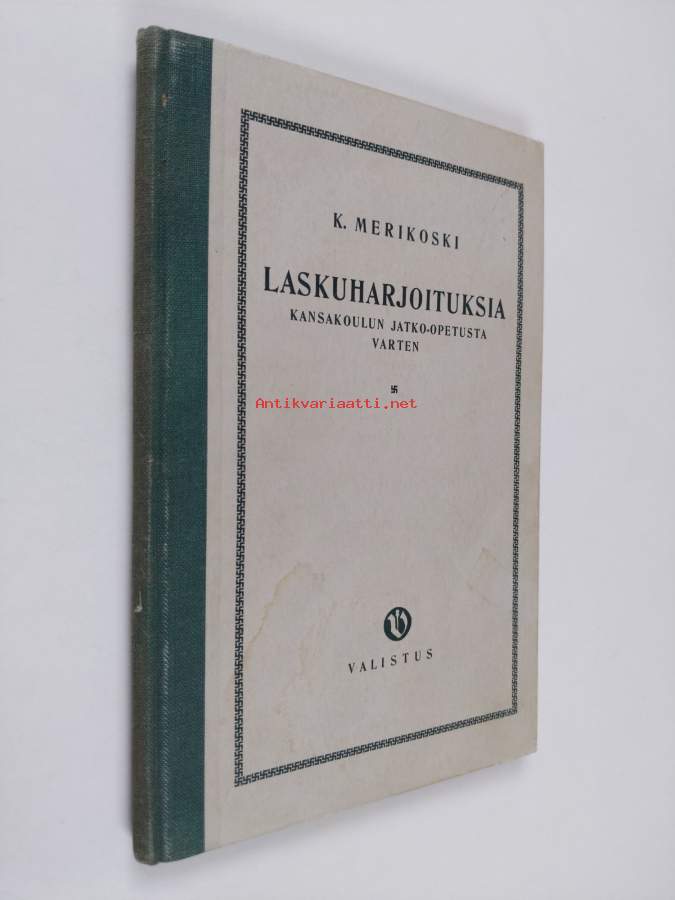 K. MERIKOSKI
LASKUHARJOITUKSIA
KANSAKOULUN JATKO-OPETUSTA
VARTEN
Antikvariaatti.net
V
VALISTUS